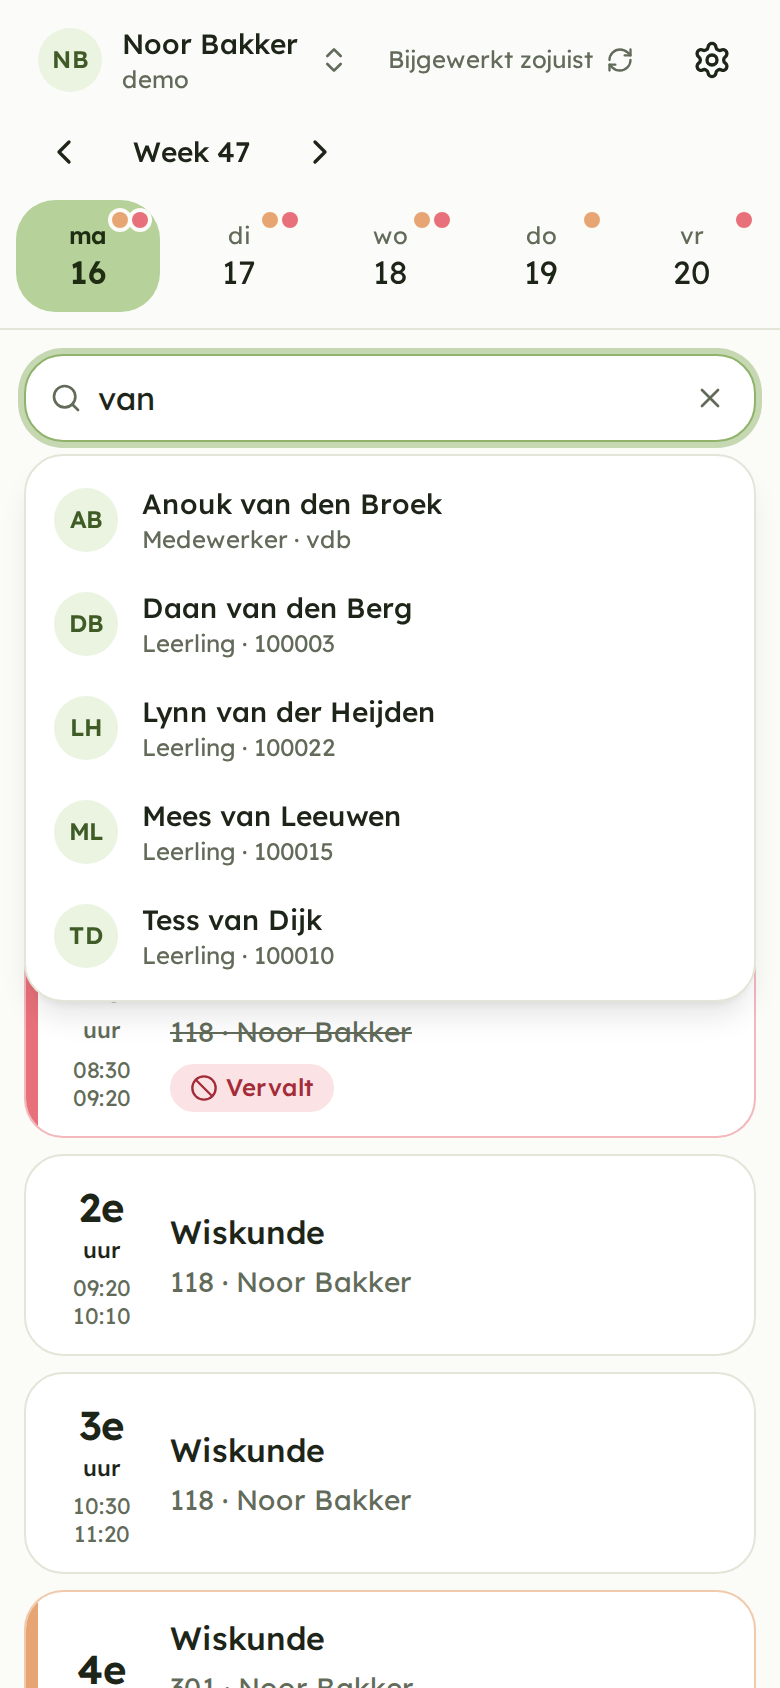 NB
Noor Bakker
demo
Bijgewerkt zojuist
Week 47
ma
16
di
17
wo
18
do
19
vr
20
van
AB
Anouk van den Broek
Medewerker · vdb
DB
Daan van den Berg
Leerling · 100003
LH
Lynn van der Heijden
Leerling · 100022
ML
Mees van Leeuwen
Leerling · 100015
TD
Tess van Dijk
Leerling · 100010
uur
08:30
09:20
118 · Noor Bakker
Vervalt
2e
uur
09:20
10:10
Wiskunde
118 · Noor Bakker
3e
uur
10:30
11:20
Wiskunde
118 · Noor Bakker
4e
Wiskunde
301 · Noor Bakker